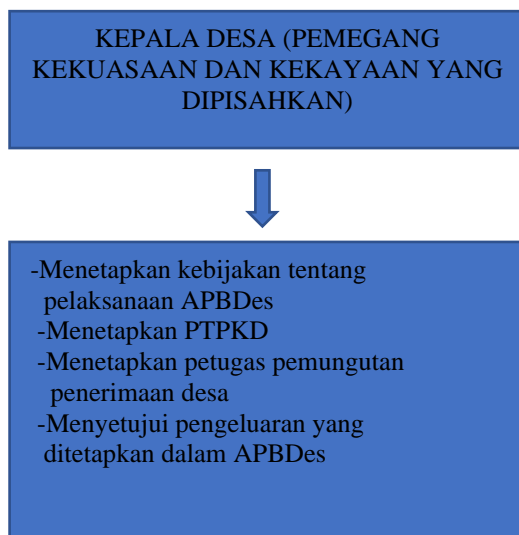 KEPALA DESA (PEMEGANG
KEKUASAAN DAN KEKAYAAN YANG
DIPISAHKAN)
-Menetapkan kebijakan tentang
pelaksanaan APBDes
-Menetapkan PTPKD
-Menetapkan petugas pemungutan
penerimaan desa
-Menyetujui pengeluaran yang
ditetapkan dalam APBDes